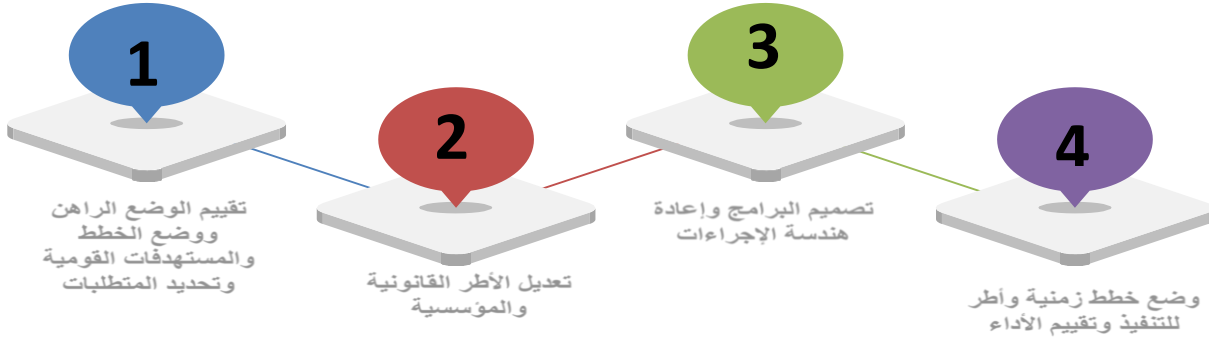 1
تقييم الوضع الراهن
ووضع الخطط
والمستهدفات القومية
وتحديد المتطلبات
2
تعديل الأطر القانونية
والمؤسسية
3
تصميم البرامج وإعادة
هندسة الإجراءات
4
وضع خطط زمنية وأطر
للتنفيذ وتقييم الأداء